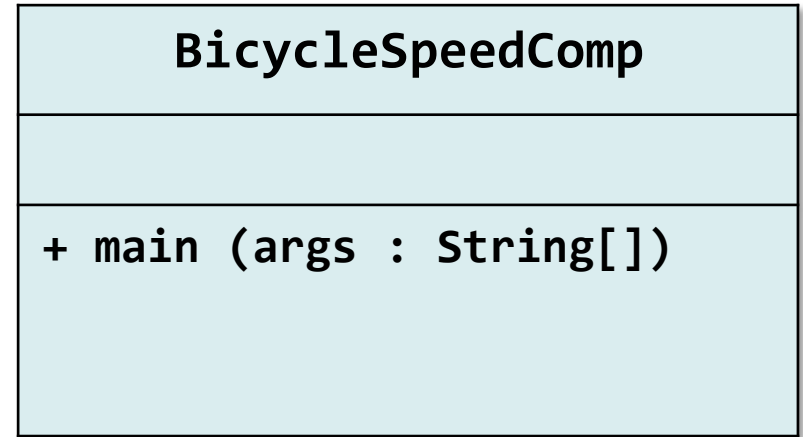 BicycleSpeedComp
+ main (args : String[])